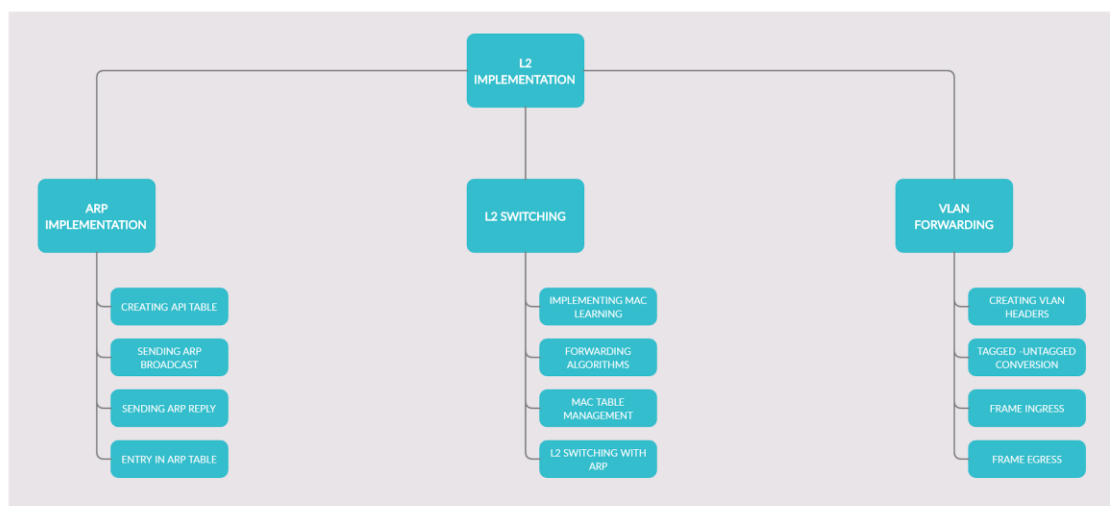 L2
IMPLEMENTATION
ARP
IMPLEMENTATION
L2 SWITCHING
VLAN
FORWARDING
CREATING API TABLE
SENDING ARP
BROADCAST
SENDING ARP REPLY
ENTRY IN ARP TABLE
IMPLEMENTING MAC
LEARNING
FORWARDING
ALGORITHMS
MAC TABLE
MANAGEMENT
L2 SWITCHING WITH
ARP
CREATING VLAN
HEADERS
TAGGED -UNTAGGED
CONVERSION
FRAME INGRESS
FRAME EGRESS